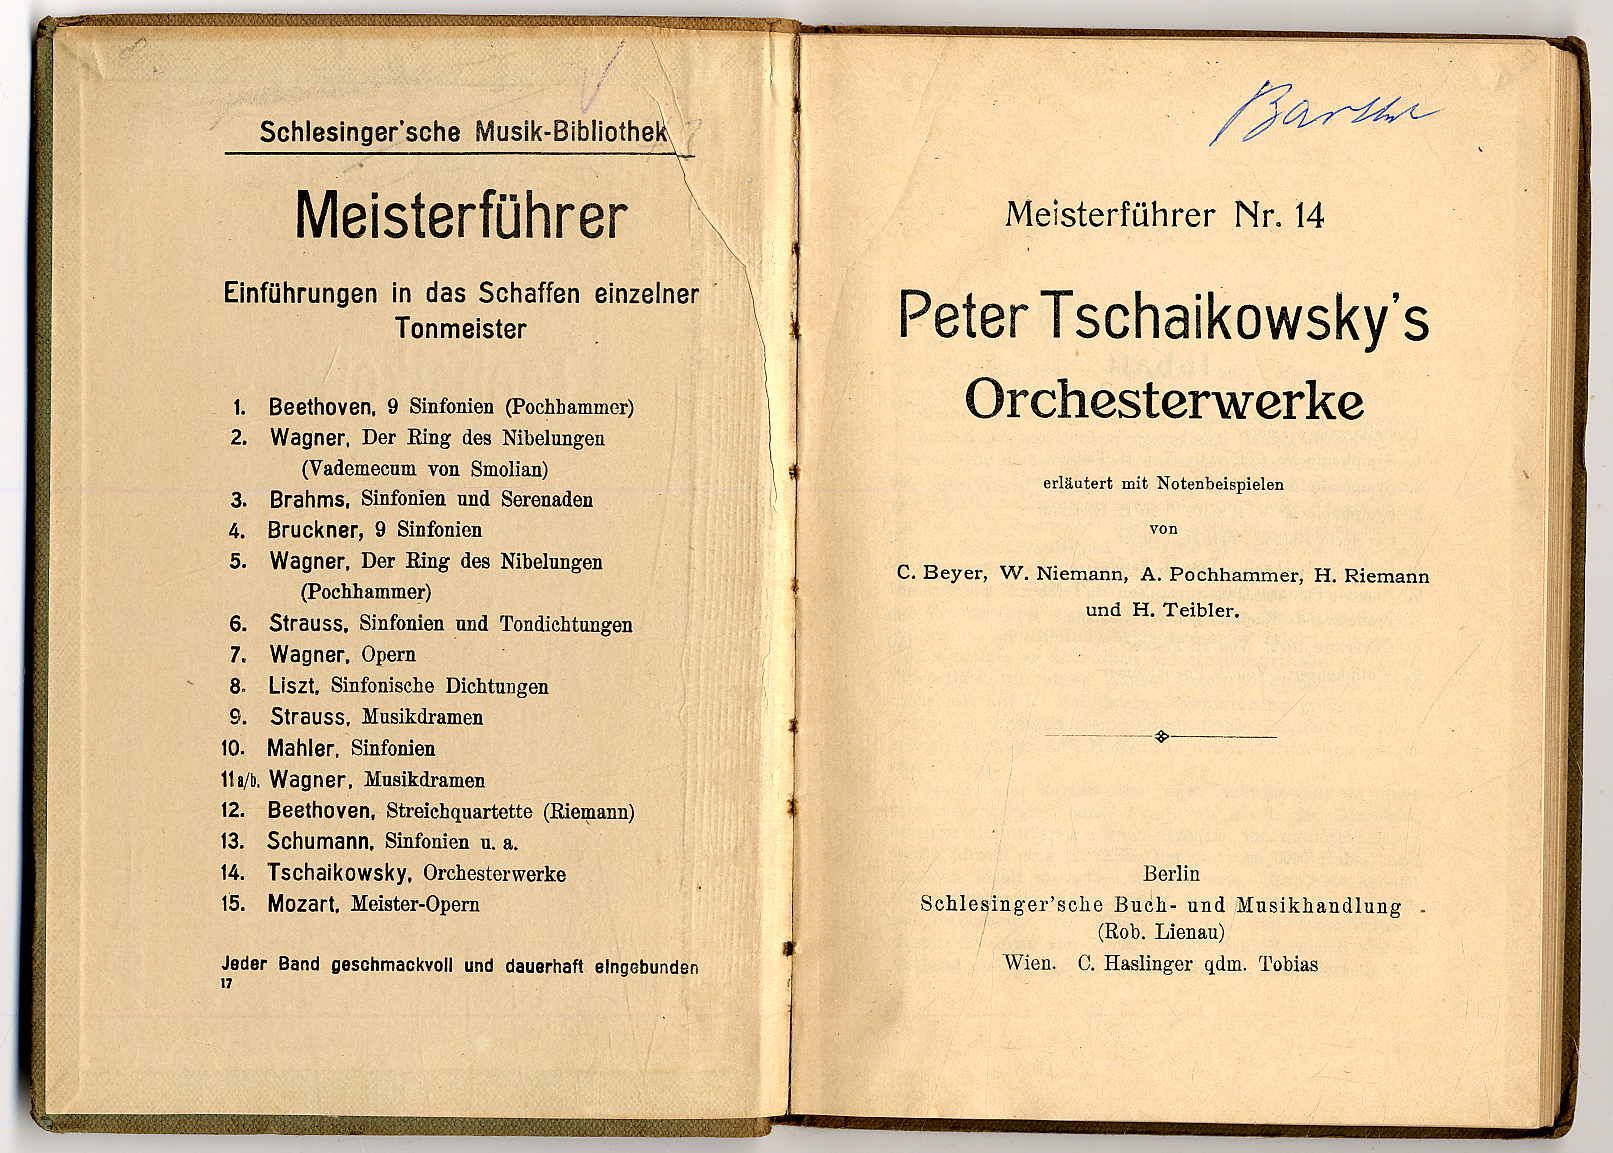 Schlesinger'sche Musik-Bibliothek
Meisterführer
Einführungen in das Schaffen einzelner
Tonmeister
1. Beethoven, 9 Sinfonien (Pochhammer)
2. Wagner, Der Ring des Nibelungen
(Vademecum von Smolian)
3. Brahms, Sinfonien und Serenaden
4. Bruckner, 9 Sinfonien
5. Wagner, Der Ring des Nibelungen
(Pochhammer)
6. Strauss, Sinfonien und Tondichtungen
7. Wagner, Opern
8. Liszt, Sinfonische Dichtungen
9. Strauss, Musikdramen
10. Mahler, Sinfonien
11a/b. Wagner, Musikdramen
12. Beethoven, Streichquartette (Riemann)
13. Schumann, Sinfonien u. a.
14. Tschaikowsky, Orchesterwerke
15. Mozart, Meister-Opern
Jeder Band geschmackvoll und dauerhaft eingebunden
17
Meisterführer Nr. 14
Peter Tschaikowsky's
Orchesterwerke
erläutert mit Notenbeispielen
von
C. Beyer, W. Niemann, A. Pochhammer, H. Riemann
und H. Teibler.
Berlin
Schlesinger'sche Buch- und Musikhandlung
(Rob. Lienau)
Wien. C. Haslinger qdm. Tobias